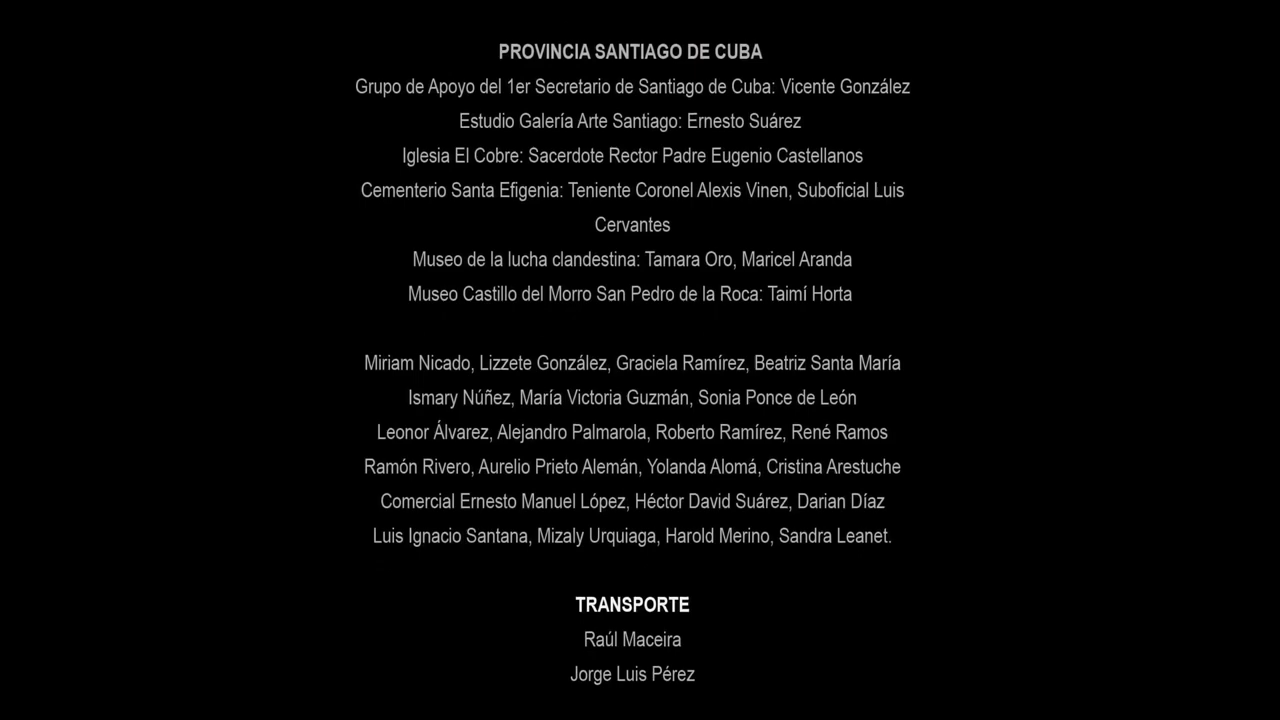 PROVINCIA SANTIAGO DE CUBA
Grupo de Apoyo del 1er Secretario de Santiago de Cuba: Vicente González
Estudio Galería Arte Santiago: Ernesto Suárez
Iglesia El Cobre: Sacerdote Rector Padre Eugenio Castellanos
Cementerio Santa Efigenia: Teniente Coronel Alexis Vinen, Suboficial Luis
Cervantes
Museo de la lucha clandestina: Tamara Oro, Maricel Aranda
Museo Castillo del Morro San Pedro de la Roca: Taimí Horta
Miriam Nicado, Lizzete González, Graciela Ramírez, Beatriz Santa María
Ismary Núñez, María Victoria Guzmán, Sonia Ponce de León
Leonor Álvarez, Alejandro Palmarola, Roberto Ramírez, René Ramos
Ramón Rivero, Aurelio Prieto Alemán, Yolanda Alomá, Cristina Arestuche
Comercial Ernesto Manuel López, Héctor David Suárez, Darian Díaz
Luis Ignacio Santana, Mizaly Urquiaga, Harold Merino, Sandra Leanet.
TRANSPORTE
Raúl Maceira
Jorge Luis Pérez